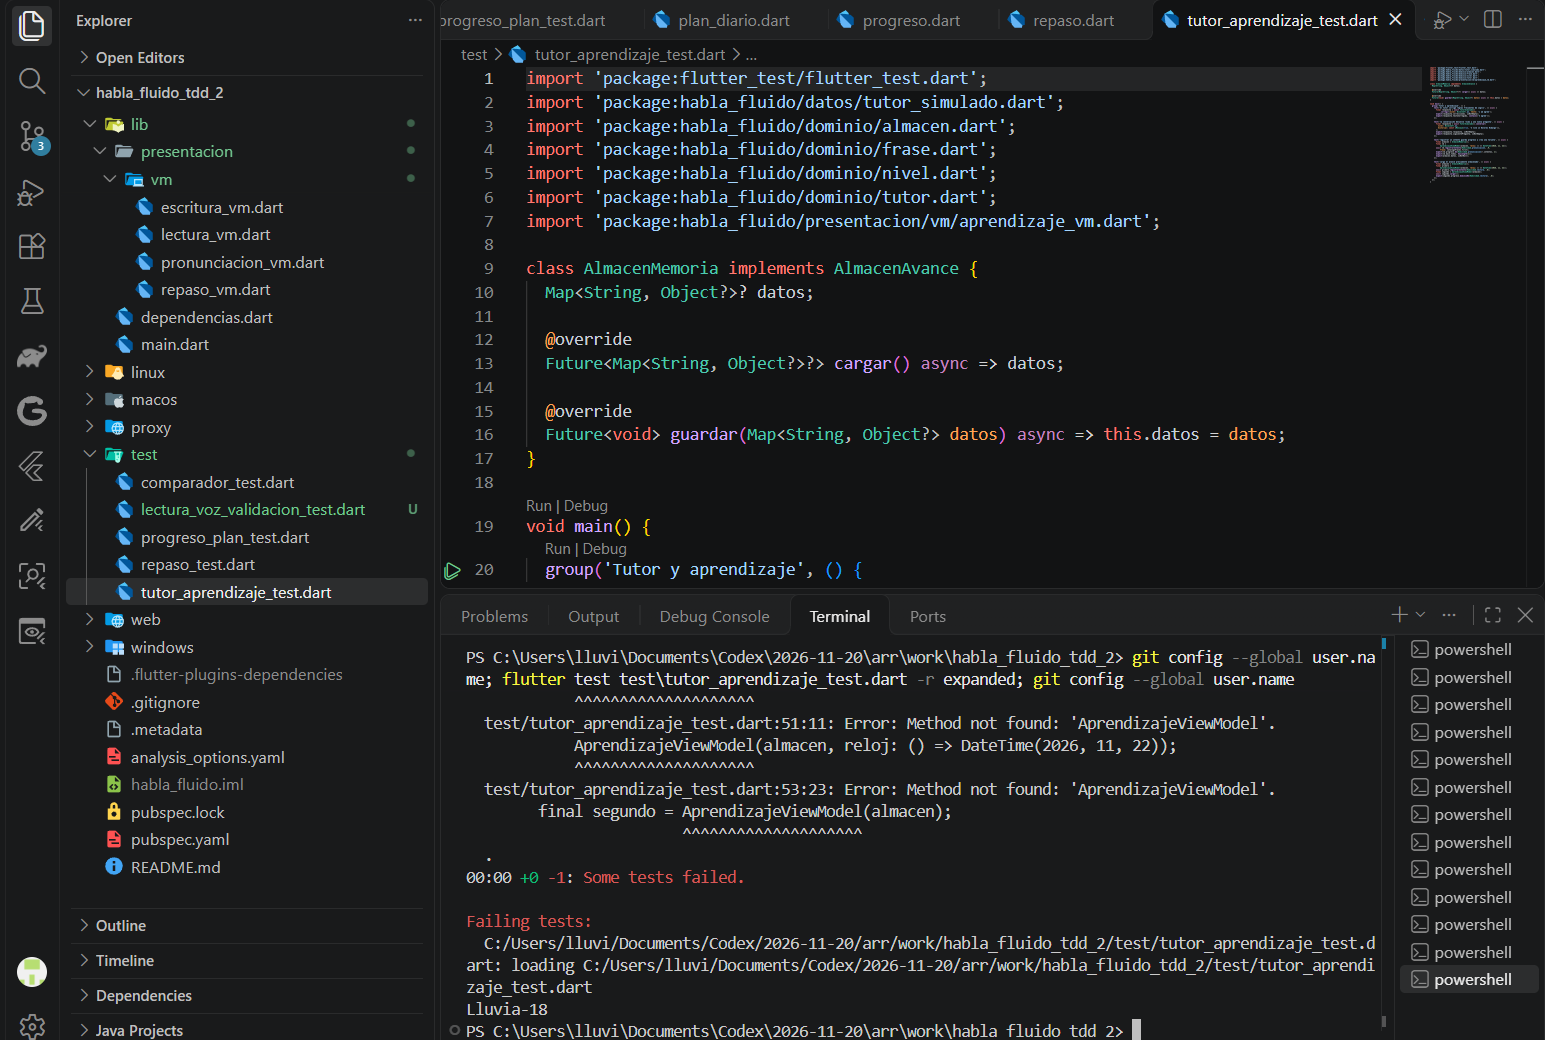 Explorer
Open Editors
habla_fluido_tdd_2
lib
presentacion
vm
escritura_vm.dart
lectura_vm.dart
pronunciacion_vm.dart
repaso_vm.dart
dependencias.dart
main.dart
linux
macos
proxy
test
comparador_test.dart
lectura_voz_validacion_test.dart U
progreso_plan_test.dart
repaso_test.dart
tutor_aprendizaje_test.dart
web
windows
.flutter-plugins-dependencies
.gitignore
.metadata
analysis_options.yaml
habla_fluido.iml
pubspec.lock
pubspec.yaml
README.md
Outline
Timeline
Dependencies
Java Projects
3
progreso_plan_test.dart plan_diario.dart progreso.dart repaso.dart tutor_aprendizaje_test.dart
test > tutor_aprendizaje_test.dart > ...
1 import 'package:flutter_test/flutter_test.dart';
2 import 'package:habla_fluido/datos/tutor_simulado.dart';
3 import 'package:habla_fluido/dominio/almacen.dart';
4 import 'package:habla_fluido/dominio/frase.dart';
5 import 'package:habla_fluido/dominio/nivel.dart';
6 import 'package:habla_fluido/dominio/tutor.dart';
7 import 'package:habla_fluido/presentacion/vm/aprendizaje_vm.dart';
8
9 class AlmacenMemoria implements AlmacenAvance {
10 Map<String, Object?>? datos;
11
12 @override
13 Future<Map<String, Object?>?> cargar() async => datos;
14
15 @override
16 Future<void> guardar(Map<String, Object?> datos) async => this.datos = datos;
17 }
18
Run | Debug
19 void main() {
Run | Debug
20 group('Tutor y aprendizaje', () {
Problems Output Debug Console Terminal Ports
PS C:\Users\lluvi\Documents\Codex\2026-11-20\arr\work\habla_fluido_tdd_2> git config --global user.na
me; flutter test test\tutor_aprendizaje_test.dart -r expanded; git config --global user.name
^^^^^^^^^^^^^^^^^^^^
test/tutor_aprendizaje_test.dart:51:11: Error: Method not found: 'AprendizajeViewModel'.
AprendizajeViewModel(almacen, reloj: () => DateTime(2026, 11, 22));
^^^^^^^^^^^^^^^^^^^^
test/tutor_aprendizaje_test.dart:53:23: Error: Method not found: 'AprendizajeViewModel'.
final segundo = AprendizajeViewModel(almacen);
^^^^^^^^^^^^^^^^^^^^
.
00:00 +0 -1: Some tests failed.
Failing tests:
C:/Users/lluvi/Documents/Codex/2026-11-20/arr/work/habla_fluido_tdd_2/test/tutor_aprendizaje_test.d
art: loading C:/Users/lluvi/Documents/Codex/2026-11-20/arr/work/habla_fluido_tdd_2/test/tutor_aprendi
zaje_test.dart
Lluvia-18
PS C:\Users\lluvi\Documents\Codex\2026-11-20\arr\work\habla_fluido_tdd_2>
powershell
powershell
powershell
powershell
powershell
powershell
powershell
powershell
powershell
powershell
powershell
powershell
powershell